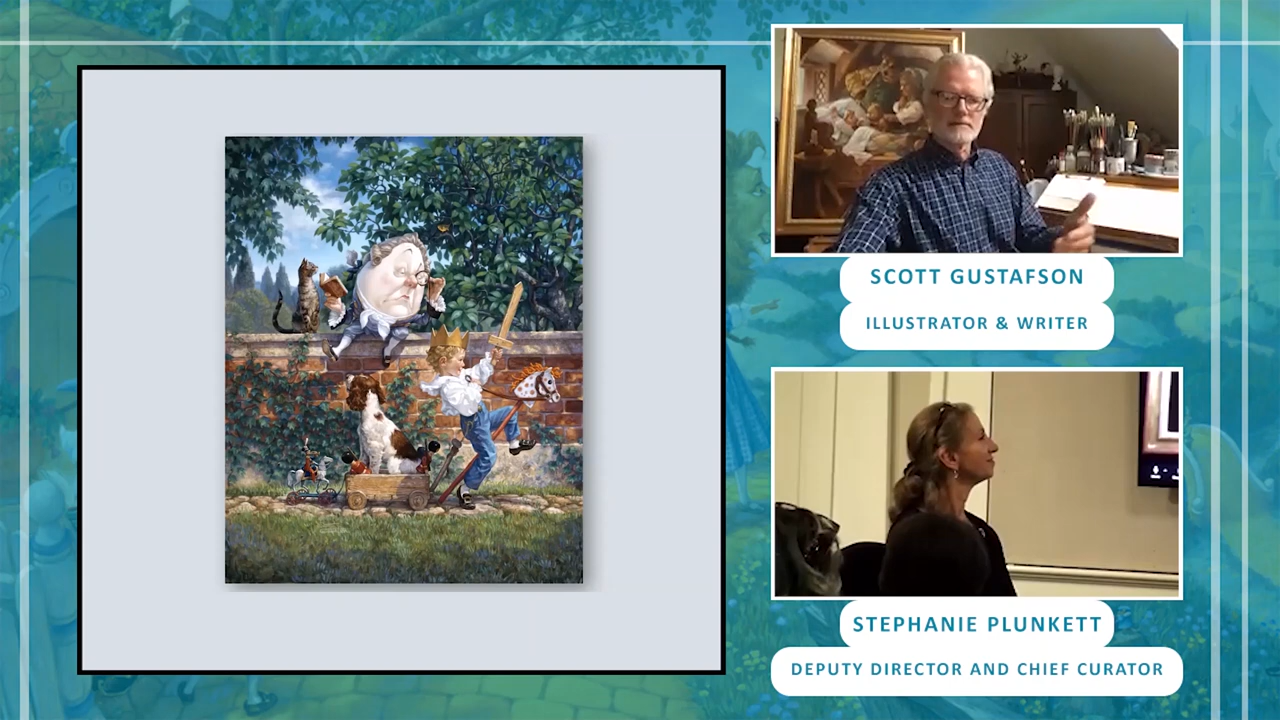 SCOTT GUSTAFSON
ILLUSTRATOR & WRITER
STEPHANIE PLUNKETT
DEPUTY DIRECTOR AND CHIEF CURATOR